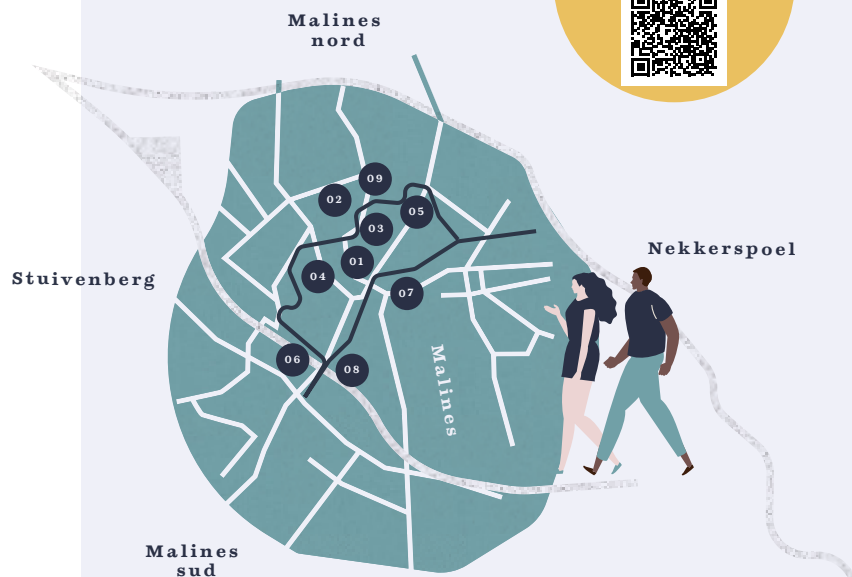 Malines
nord
09
02
05
03
Nekkerspoel
01
Stuivenberg
04
07
Malines
06
08
Malines
sud